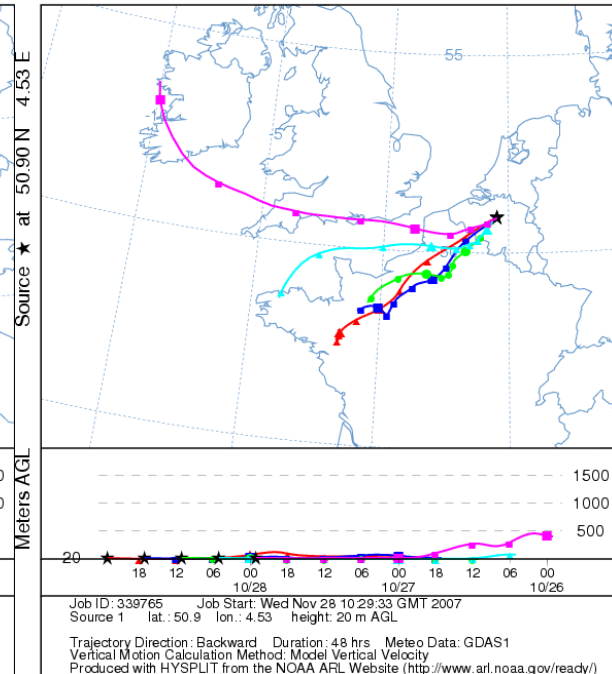 Source ★ at 50.90 N 4.53 E
55
-5
0
5
Meters AGL
1500
1000
500
20
18 12 06 00 18 12 06 00 18 12 06 00
10/28 10/27 10/26
Job ID: 339765 Job Start: Wed Nov 28 10:29:33 GMT 2007
Source 1 lat.: 50.9 lon.: 4.53 height: 20 m AGL
Trajectory Direction: Backward Duration: 48 hrs Meteo Data: GDAS1
Vertical Motion Calculation Method: Model Vertical Velocity
Produced with HYSPLIT from the NOAA ARL Website (http://www.arl.noaa.gov/ready/)